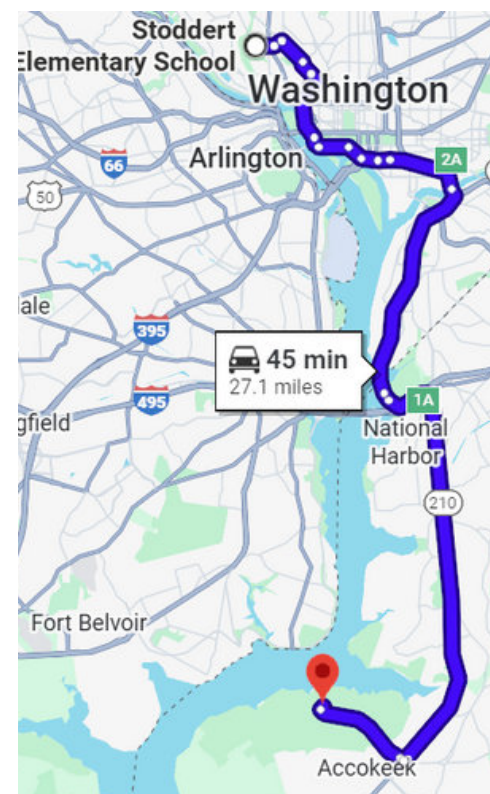 Stoddert
Elementary School
Washington
66
Arlington
2A
50
ale
395
45 min
27.1 miles
495
1A
gfield
National
Harbor
210
Fort Belvoir
Accokeek